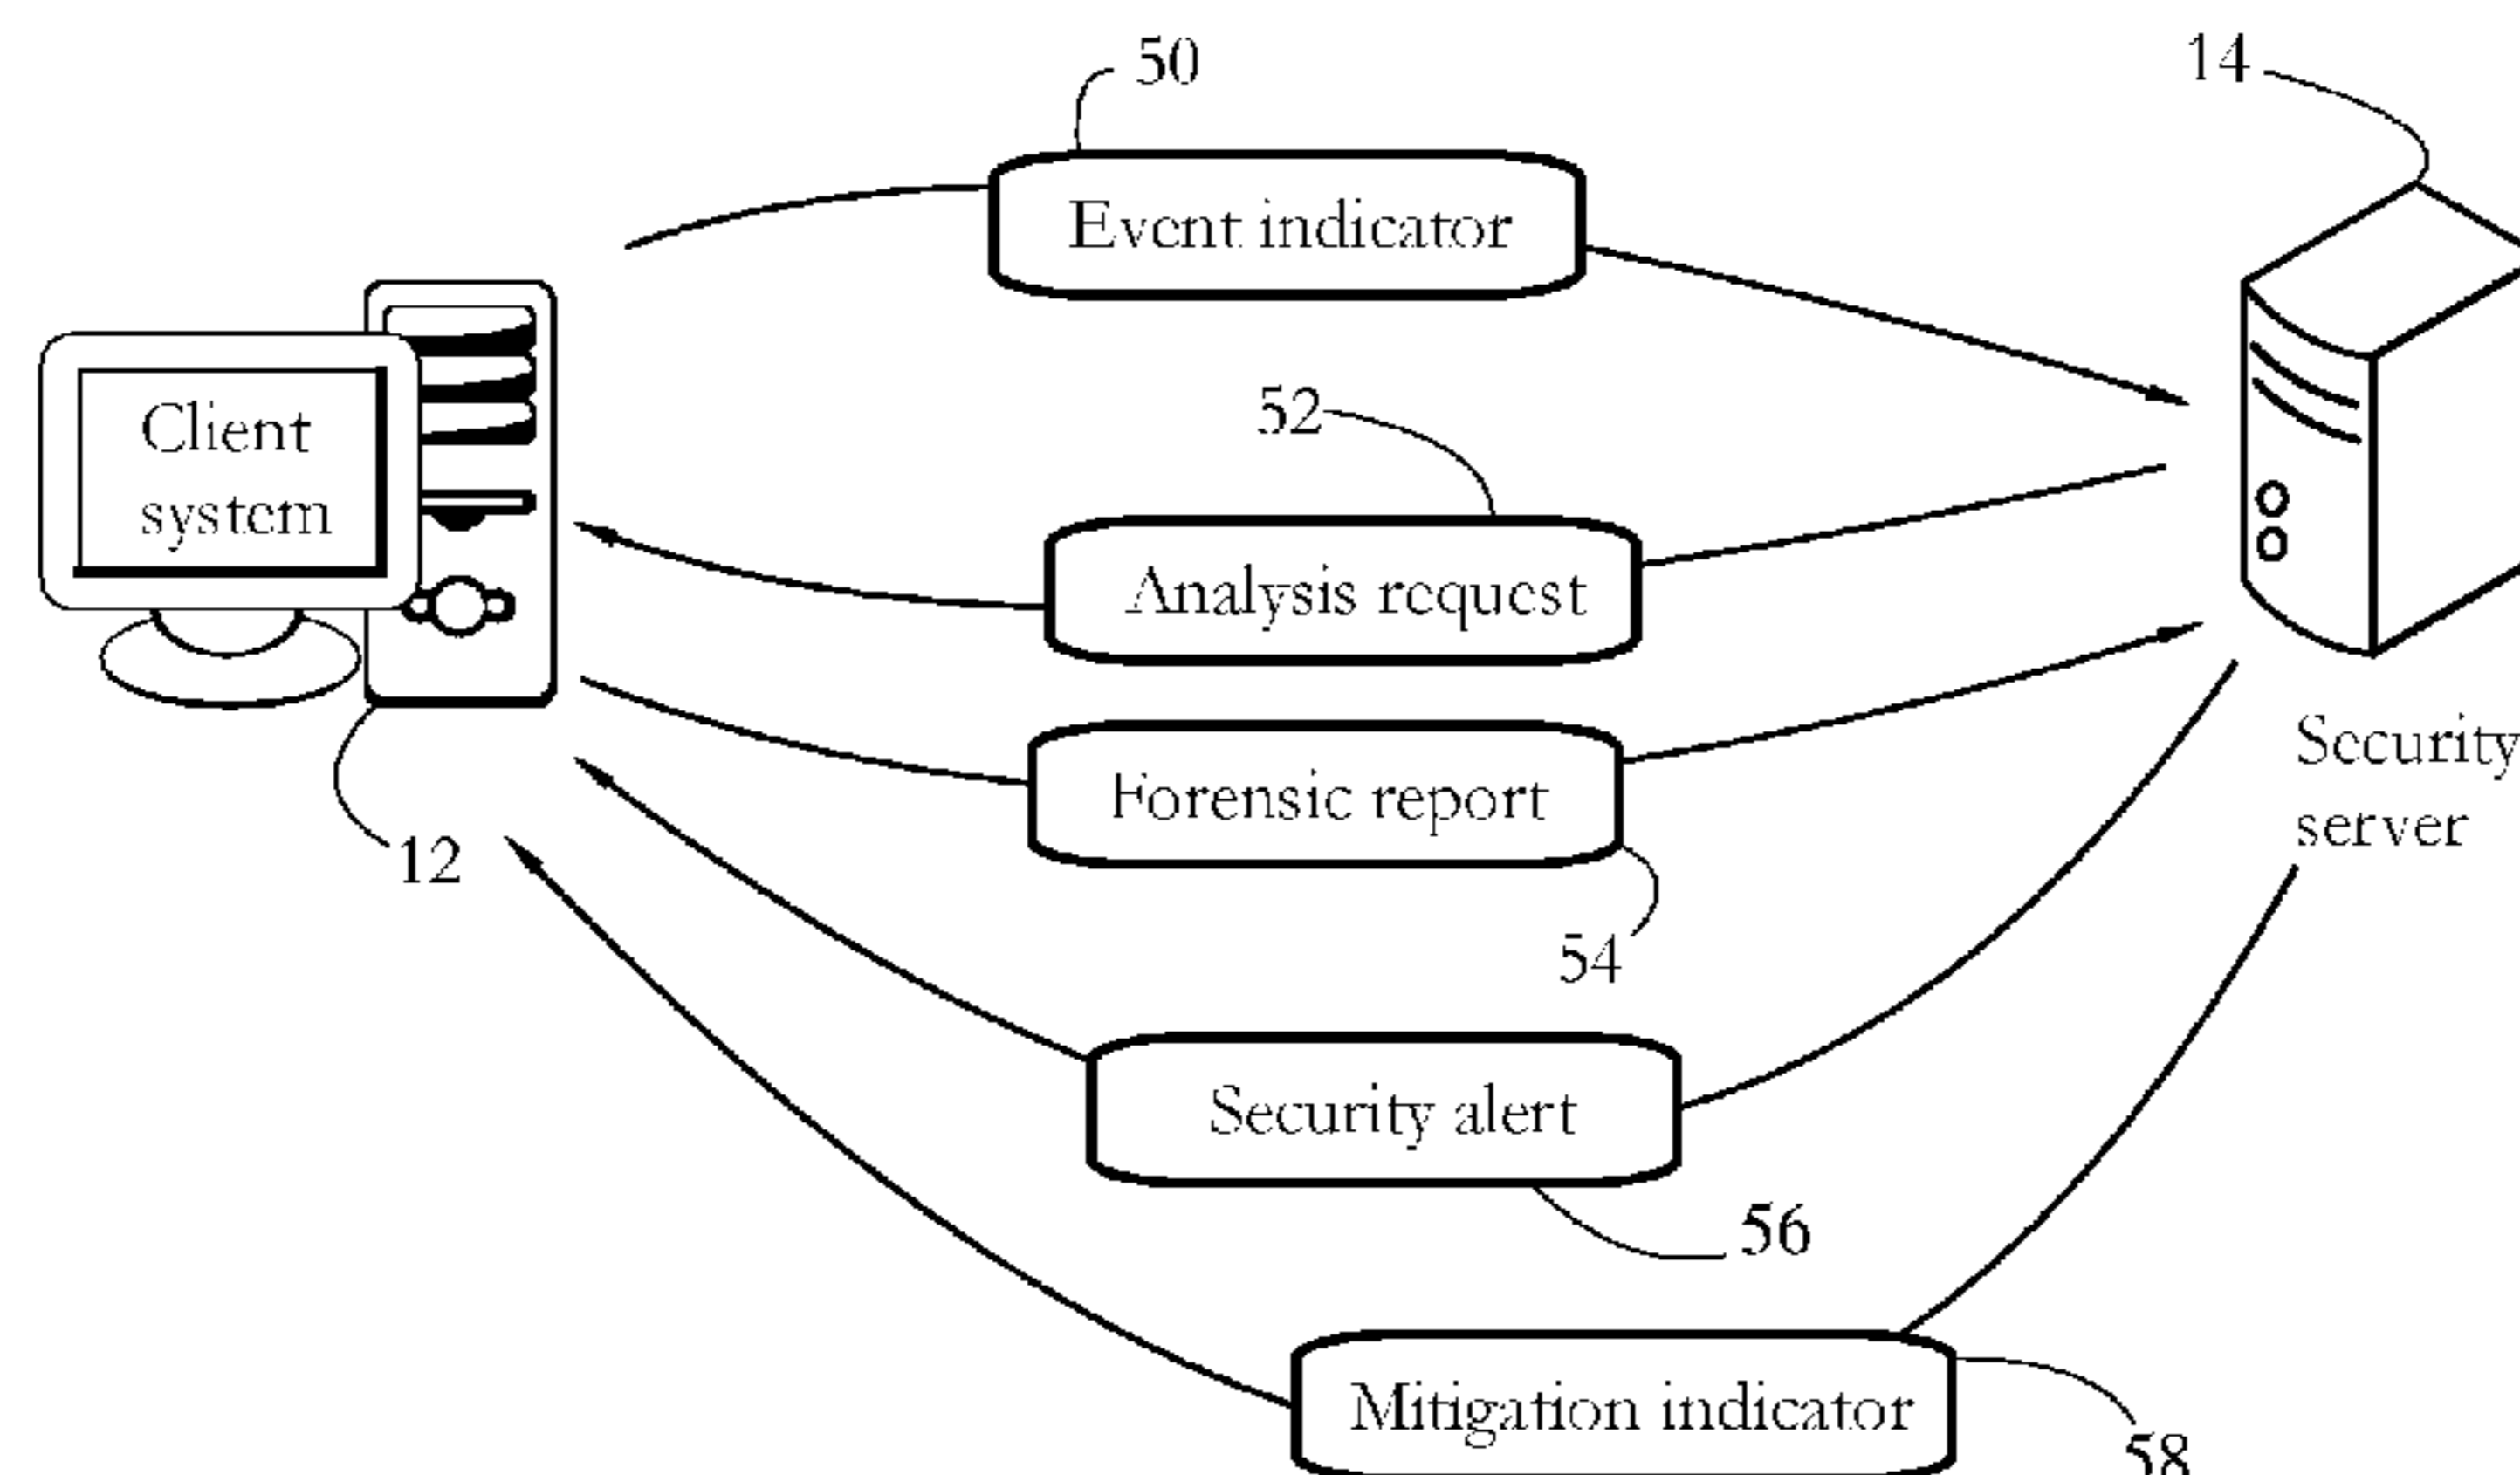 50
14
Event indicator
52
Client
system
Analysis request
Security
server
Forensic report
12
54
Security alert
56
Mitigation indicator
58